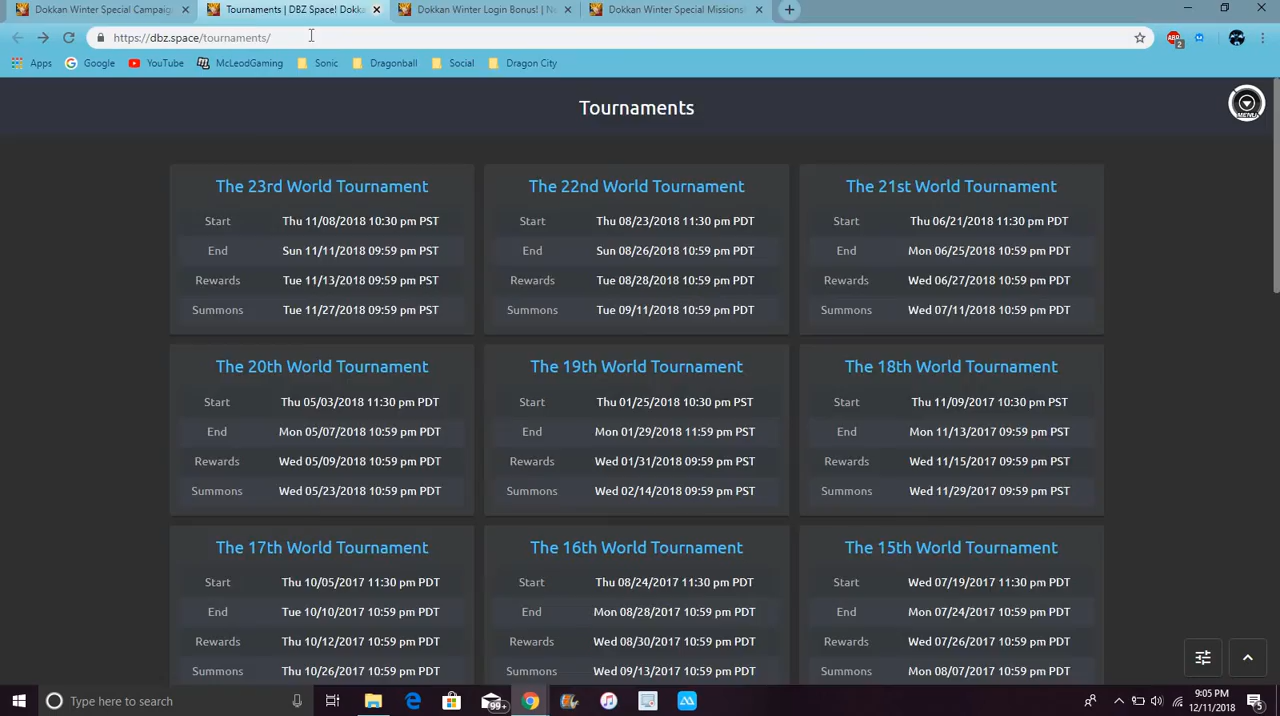 Dokkan Winter Special Campaig
Tournaments | DBZ Space! Dokka
Dokkan Winter Login Bonus! | Ne
Dokkan Winter Special Missions!
https://dbz.space/tournaments/
ABP
2
Apps
Google
YouTube
McLeodGaming
Sonic
Dragonball
Social
Dragon City
Tournaments
MENU
The 23rd World Tournament
Start Thu 11/08/2018 10:30 pm PST
End Sun 11/11/2018 09:59 pm PST
Rewards Tue 11/13/2018 09:59 pm PST
Summons Tue 11/27/2018 09:59 pm PST
The 22nd World Tournament
Start Thu 08/23/2018 11:30 pm PDT
End Sun 08/26/2018 10:59 pm PDT
Rewards Tue 08/28/2018 10:59 pm PDT
Summons Tue 09/11/2018 10:59 pm PDT
The 21st World Tournament
Start Thu 06/21/2018 11:30 pm PDT
End Mon 06/25/2018 10:59 pm PDT
Rewards Wed 06/27/2018 10:59 pm PDT
Summons Wed 07/11/2018 10:59 pm PDT
The 20th World Tournament
Start Thu 05/03/2018 11:30 pm PDT
End Mon 05/07/2018 10:59 pm PDT
Rewards Wed 05/09/2018 10:59 pm PDT
Summons Wed 05/23/2018 10:59 pm PDT
The 19th World Tournament
Start Thu 01/25/2018 10:30 pm PST
End Mon 01/29/2018 11:59 pm PST
Rewards Wed 01/31/2018 09:59 pm PST
Summons Wed 02/14/2018 09:59 pm PST
The 18th World Tournament
Start Thu 11/09/2017 10:30 pm PST
End Mon 11/13/2017 09:59 pm PST
Rewards Wed 11/15/2017 09:59 pm PST
Summons Wed 11/29/2017 09:59 pm PST
The 17th World Tournament
Start Thu 10/05/2017 11:30 pm PDT
End Tue 10/10/2017 10:59 pm PDT
Rewards Thu 10/12/2017 10:59 pm PDT
Summons Thu 10/26/2017 10:59 pm PDT
The 16th World Tournament
Start Thu 08/24/2017 11:30 pm PDT
End Mon 08/28/2017 10:59 pm PDT
Rewards Wed 08/30/2017 10:59 pm PDT
Summons Wed 09/13/2017 10:59 pm PDT
The 15th World Tournament
Start Wed 07/19/2017 11:30 pm PDT
End Mon 07/24/2017 10:59 pm PDT
Rewards Wed 07/26/2017 10:59 pm PDT
Summons Mon 08/07/2017 10:59 pm PDT
Type here to search
99+
9:05 PM
12/11/2018
5